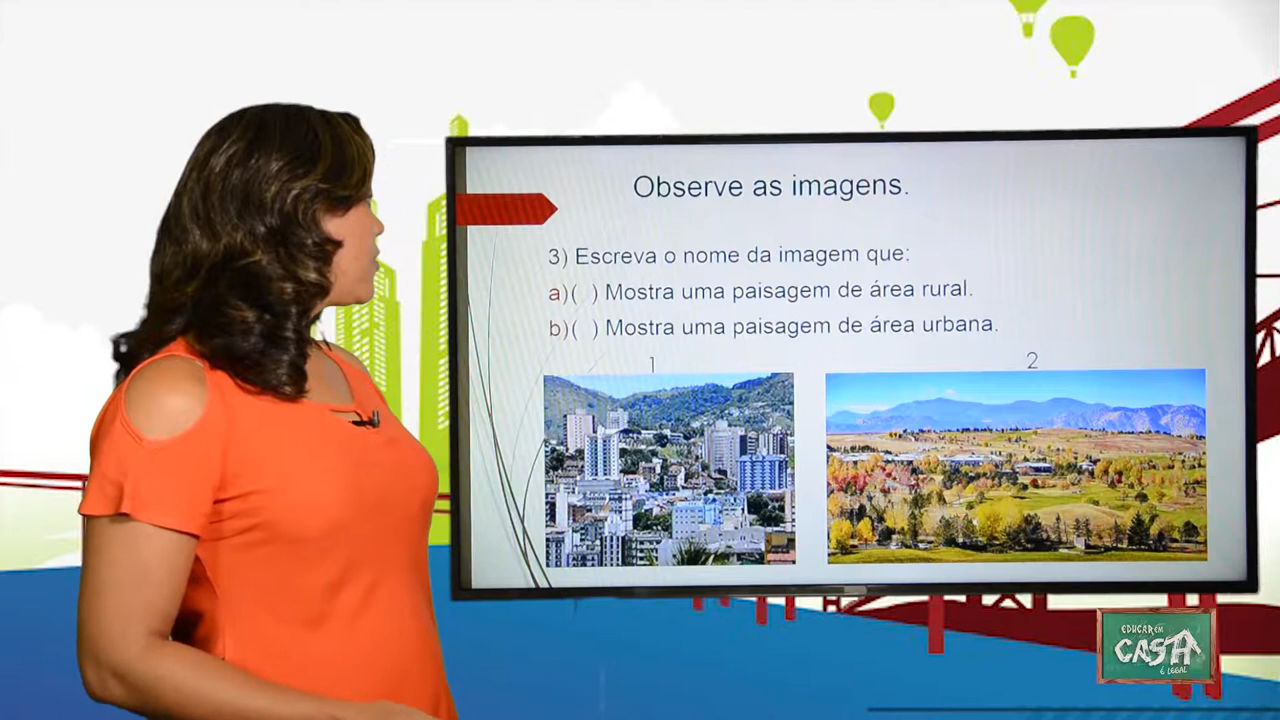 Observe as imagens.
3) Escreva o nome da imagem que:
a)( ) Mostra uma paisagem de área rural.
b)( ) Mostra uma paisagem de área urbana.
1
2
EDUCAR EM
CASA
É LEGAL